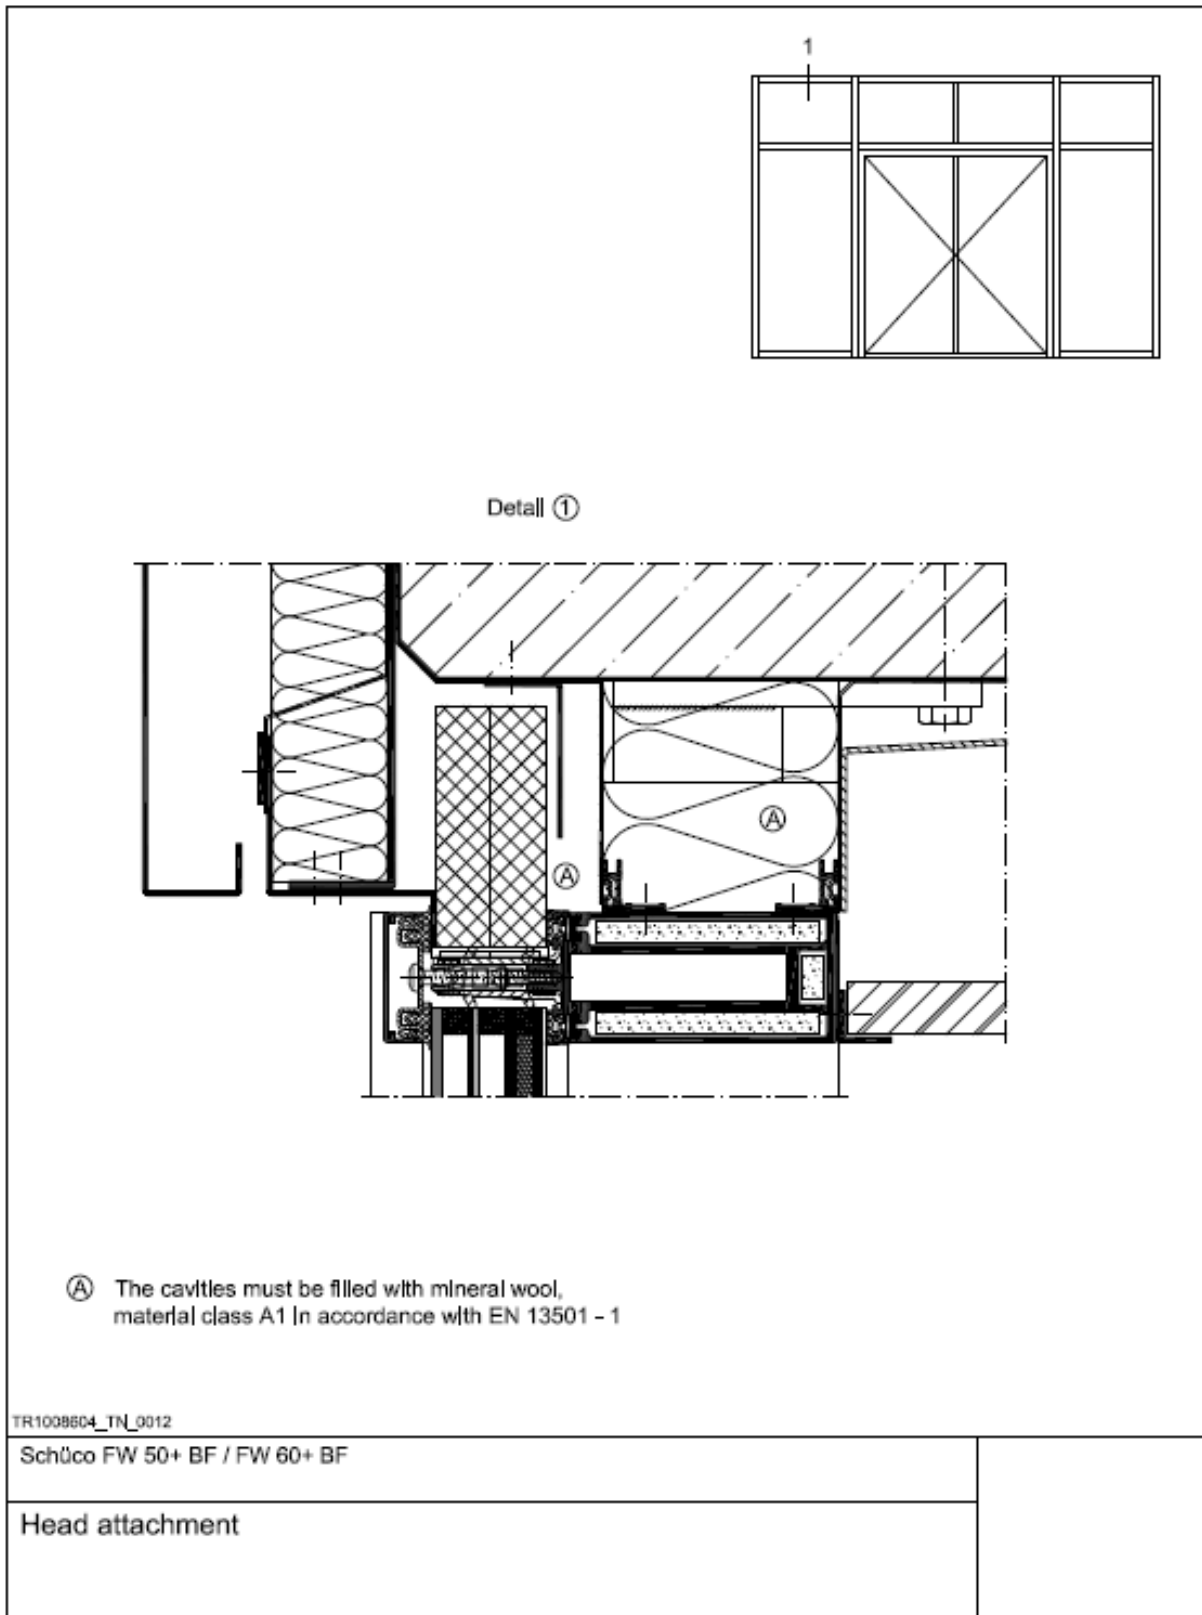 1
Detail ①
Ⓐ
Ⓐ
Ⓐ The cavities must be filled with mineral wool,
material class A1 in accordance with EN 13501 - 1
TR1008604_TN_0012
Schüco FW 50+ BF / FW 60+ BF
Head attachment